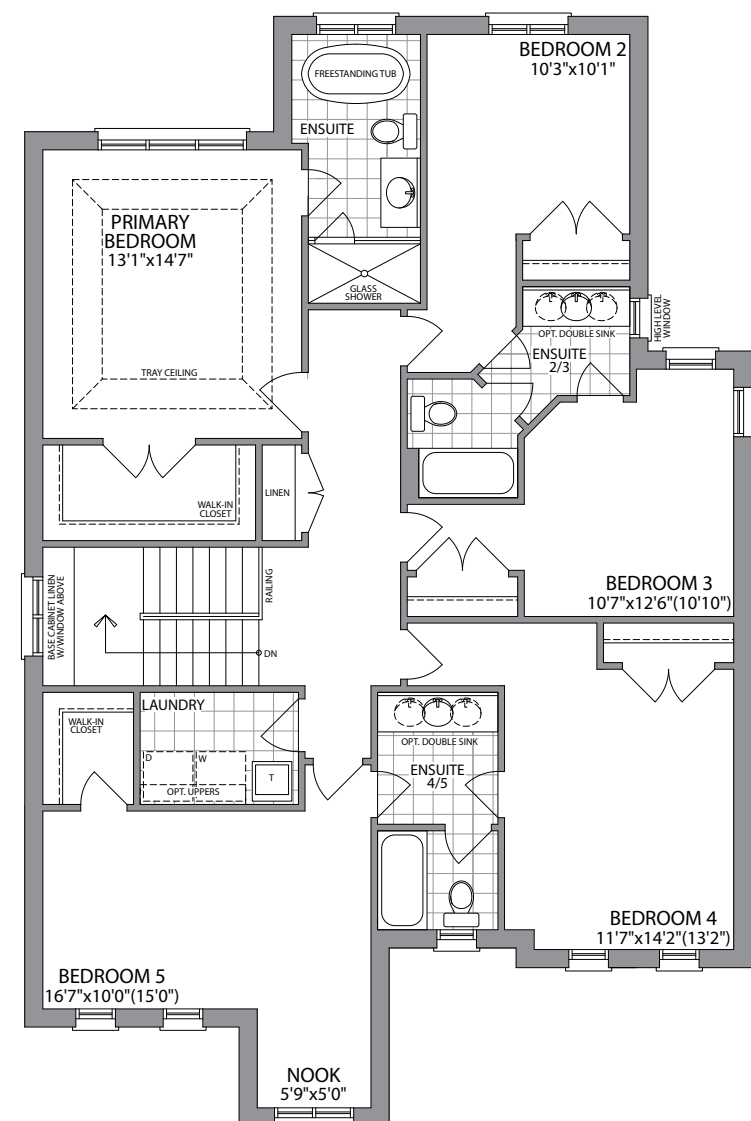 BEDROOM 2
10'3"x10'1"
FREESTANDING TUB
ENSUITE
PRIMARY
BEDROOM
13'1"x14'7"
GLASS
SHOWER
HIGH LEVEL
WINDOW
OPT. DOUBLE SINK
ENSUITE
2/3
TRAY CEILING
WALK-IN
CLOSET
LINEN
BASE CABINET LINEN
W/WINDOW ABOVE
RAILING
DN
BEDROOM 3
10'7"x12'6"(10'10")
WALK-IN
CLOSET
LAUNDRY
D
W
T
OPT. UPPERS
OPT. DOUBLE SINK
ENSUITE
4/5
BEDROOM 4
11'7"x14'2"(13'2")
BEDROOM 5
16'7"x10'0"(15'0")
NOOK
5'9"x5'0"